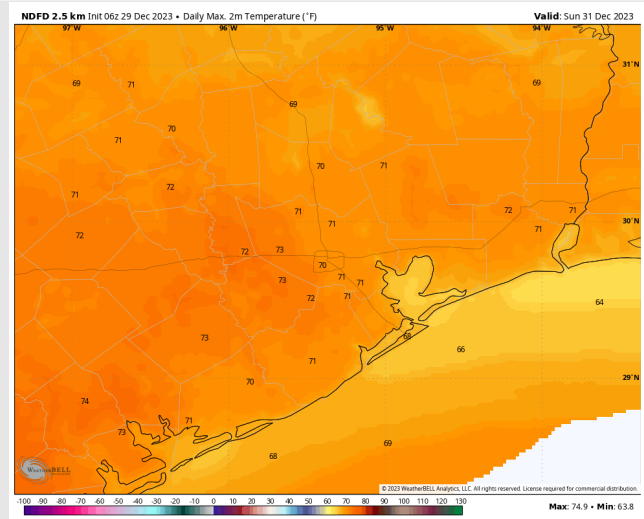 NDFD 2.5 km Init 06z 29 Dec 2023 • Daily Max. 2m Temperature (°F)
Valid: Sun 31 Dec 2023
97°W 96°W 95°W 94°W
31°N
69 71 69 69
70
71
70 71
72
71
71 72 71
71 71
30°N
72
72 73
70
73 71 71
72 71
64
73 68
66
71
29°N
70
74
71
73
69
68
WeatherBELL
© 2023 WeatherBELL Analytics, LLC. All rights reserved. License required for commercial distribution.
-100 -90 -80 -70 -60 -50 -40 -30 -20 -10 0 10 20 30 40 50 60 70 80 90 100 110 120 130
Max: 74.9 • Min: 63.8